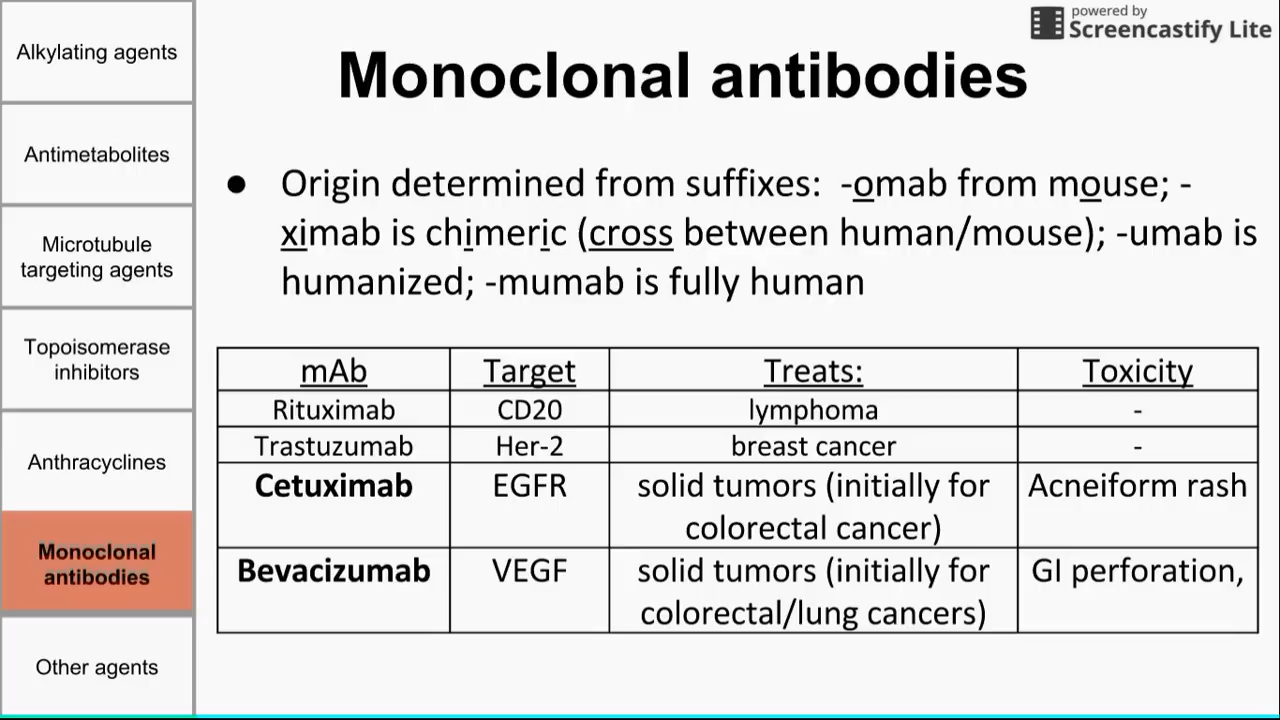 powered by
Screencastify Lite
Alkylating agents
Antimetabolites
Microtubule
targeting agents
Topoisomerase
inhibitors
Anthracyclines
Monoclonal
antibodies
Other agents
Monoclonal antibodies
● Origin determined from suffixes: -omab from mouse; -
ximab is chimeric (cross between human/mouse); -umab is
humanized; -mumab is fully human
mAb Target Treats: Toxicity
Rituximab CD20 lymphoma -
Trastuzumab Her-2 breast cancer -
Cetuximab EGFR solid tumors (initially for Acneiform rash
colorectal cancer)
Bevacizumab VEGF solid tumors (initially for GI perforation,
colorectal/lung cancers)